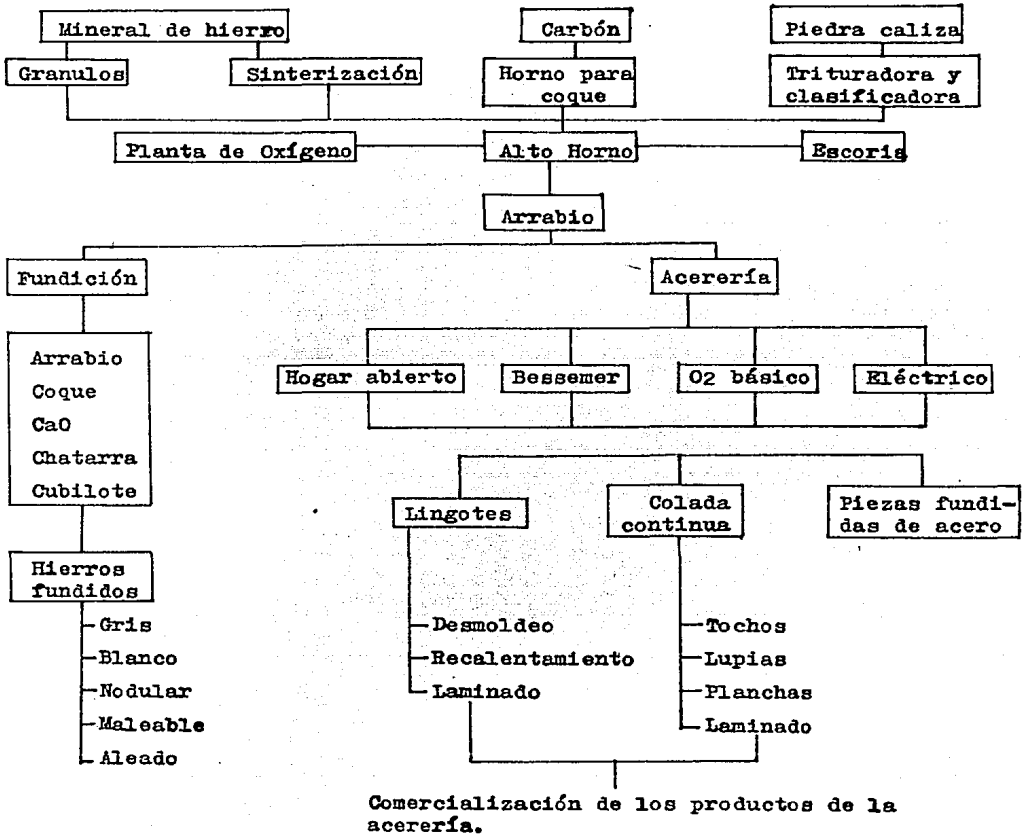 Mineral de hierro
Carbón
Piedra caliza
Granulos
Sinterización
Horno para
coque
Trituradora y
clasificadora
Planta de Oxígeno
Alto Horno
Escoris
Arrabio
Fundición
Acerería
Arrabio
Coque
CaO
Chatarra
Cubilote
Hogar abierto
Bessemer
O2 básico
Eléctrico
Lingotes
Colada
continua
Piezas fundi-
das de acero
Hierros
fundidos
Gris
Blanco
Nodular
Maleable
Aleado
Desmoldeo
Recalentamiento
Laminado
Tochos
Lupias
Planchas
Laminado
Comercialización de los productos de la
acerería.